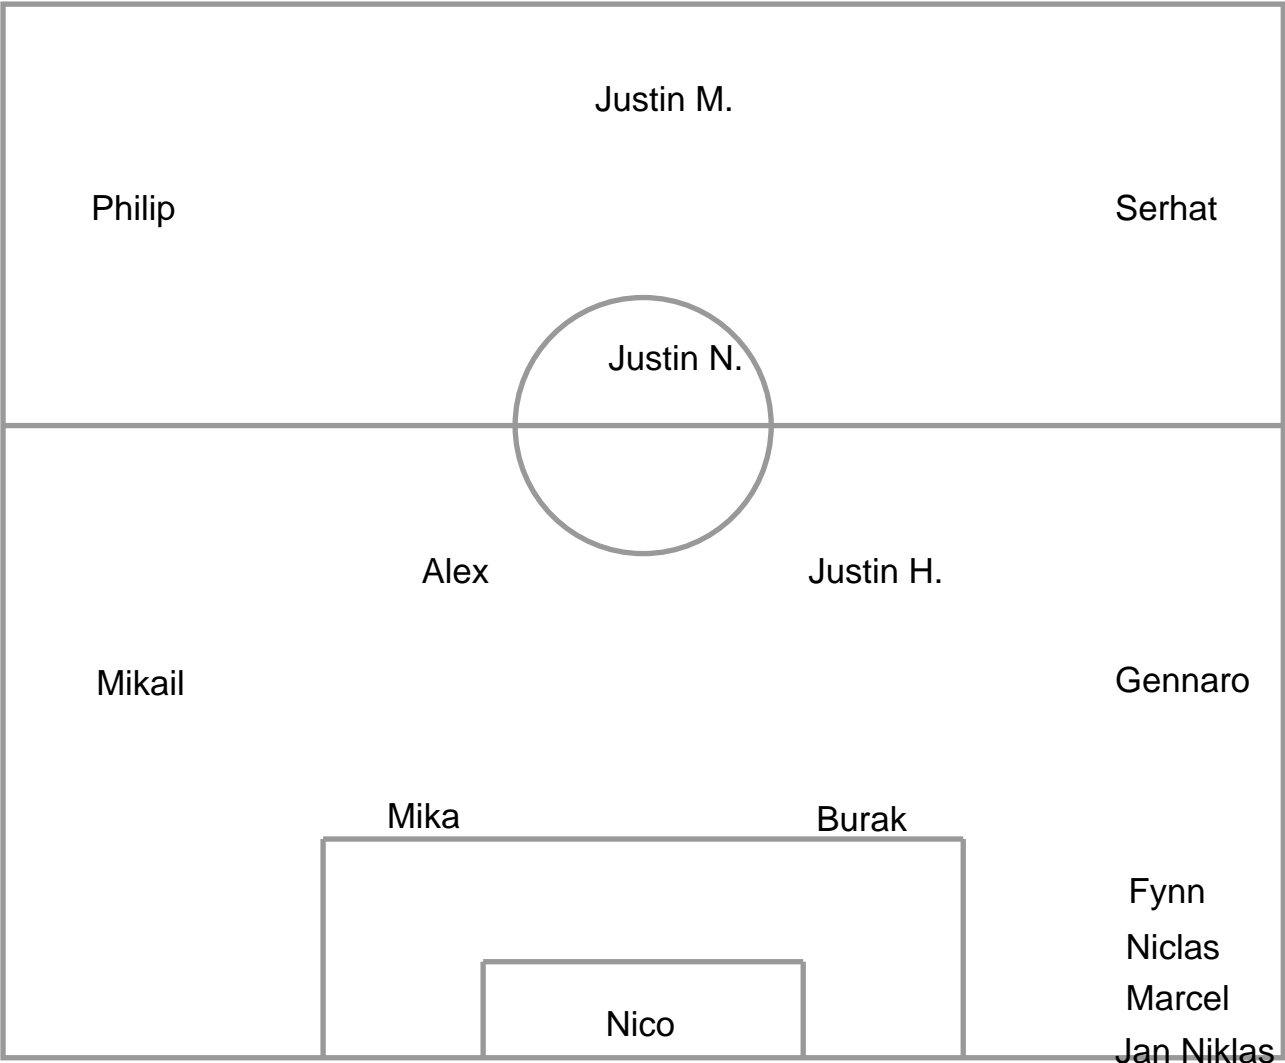 Justin M.
Philip
Serhat
Justin N.
Alex
Justin H.
Mikail
Gennaro
Mika
Burak
Fynn
Niclas
Marcel
Nico
Jan Niklas